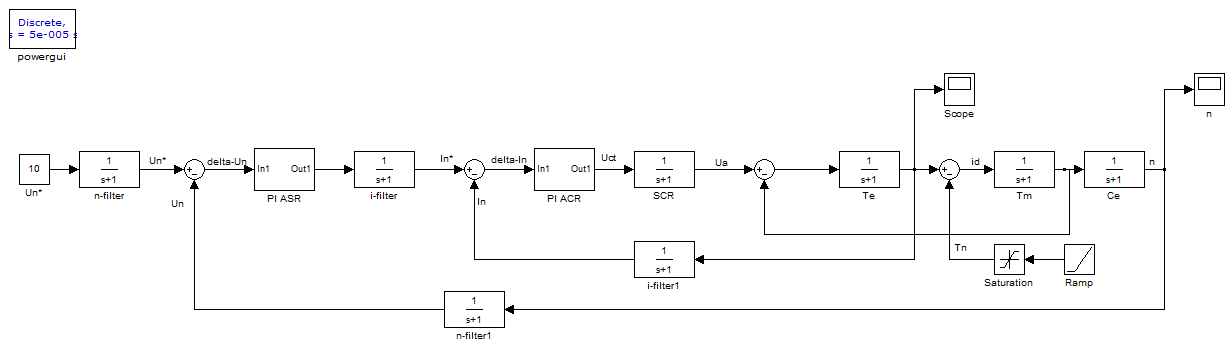 Discrete,
s = 5e-005 s
powergui
Scope
n
10
Un*
1
s+1
n-filter
Un*
delta-Un
Un
In1
Out1
PI ASR
1
s+1
i-filter
In*
delta-In
In
In1
Out1
PI ACR
Uct
1
s+1
SCR
Ua
1
s+1
Te
id
Tn
1
s+1
Tm
1
s+1
Ce
n
Saturation
Ramp
1
s+1
i-filter1
1
s+1
n-filter1